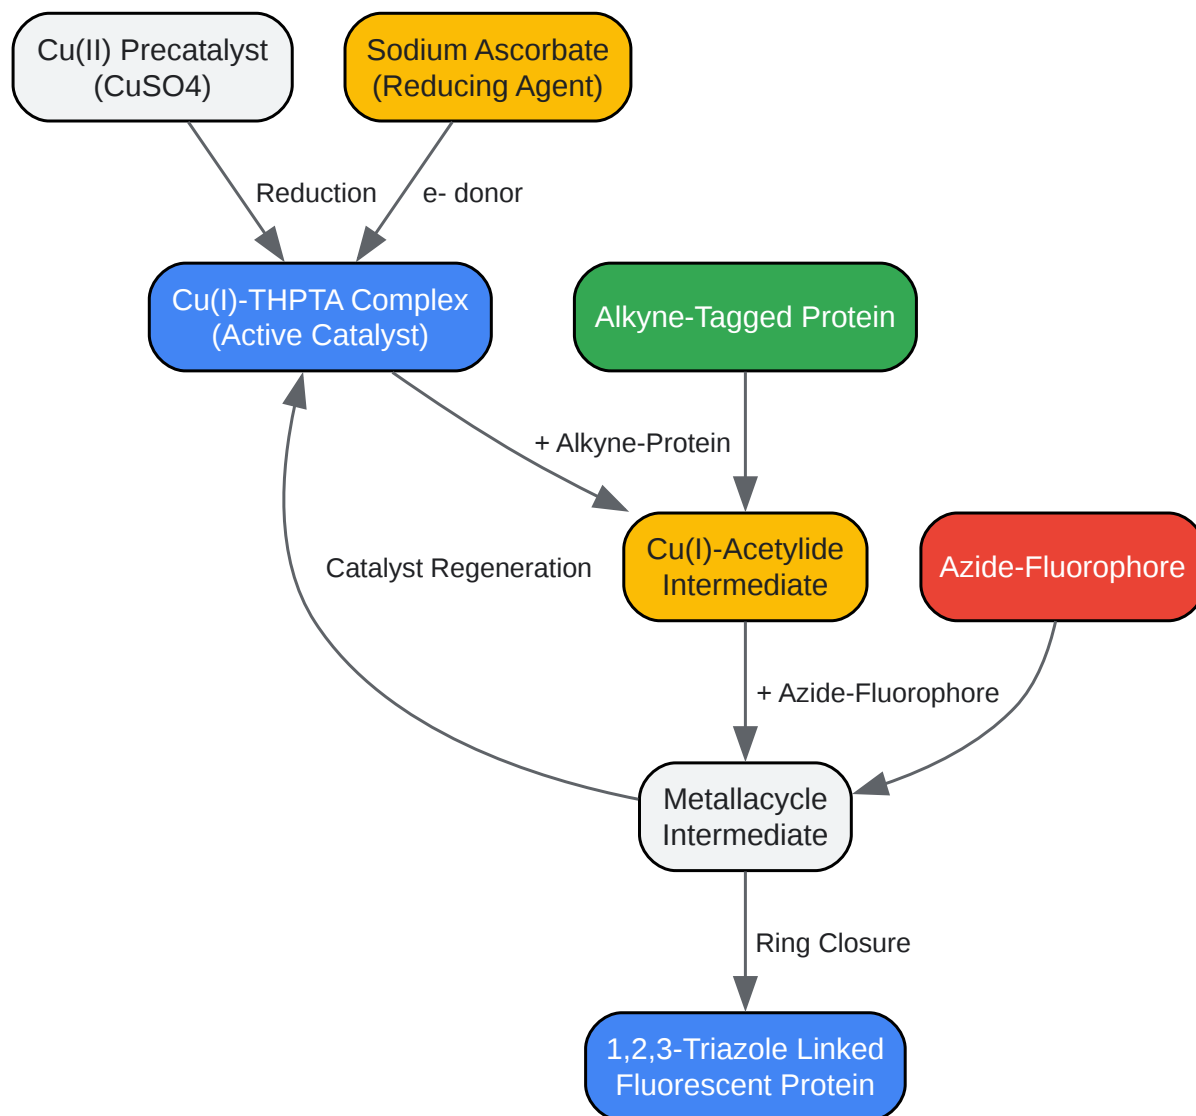 Cu(II) Precatalyst
(CuSO4)
Sodium Ascorbate
(Reducing Agent)
Reduction
e- donor
Cu(I)-THPTA Complex
(Active Catalyst)
Alkyne-Tagged Protein
+ Alkyne-Protein
Cu(I)-Acetylide
Intermediate
Azide-Fluorophore
Catalyst Regeneration
+ Azide-Fluorophore
Metallacycle
Intermediate
Ring Closure
1,2,3-Triazole Linked
Fluorescent Protein